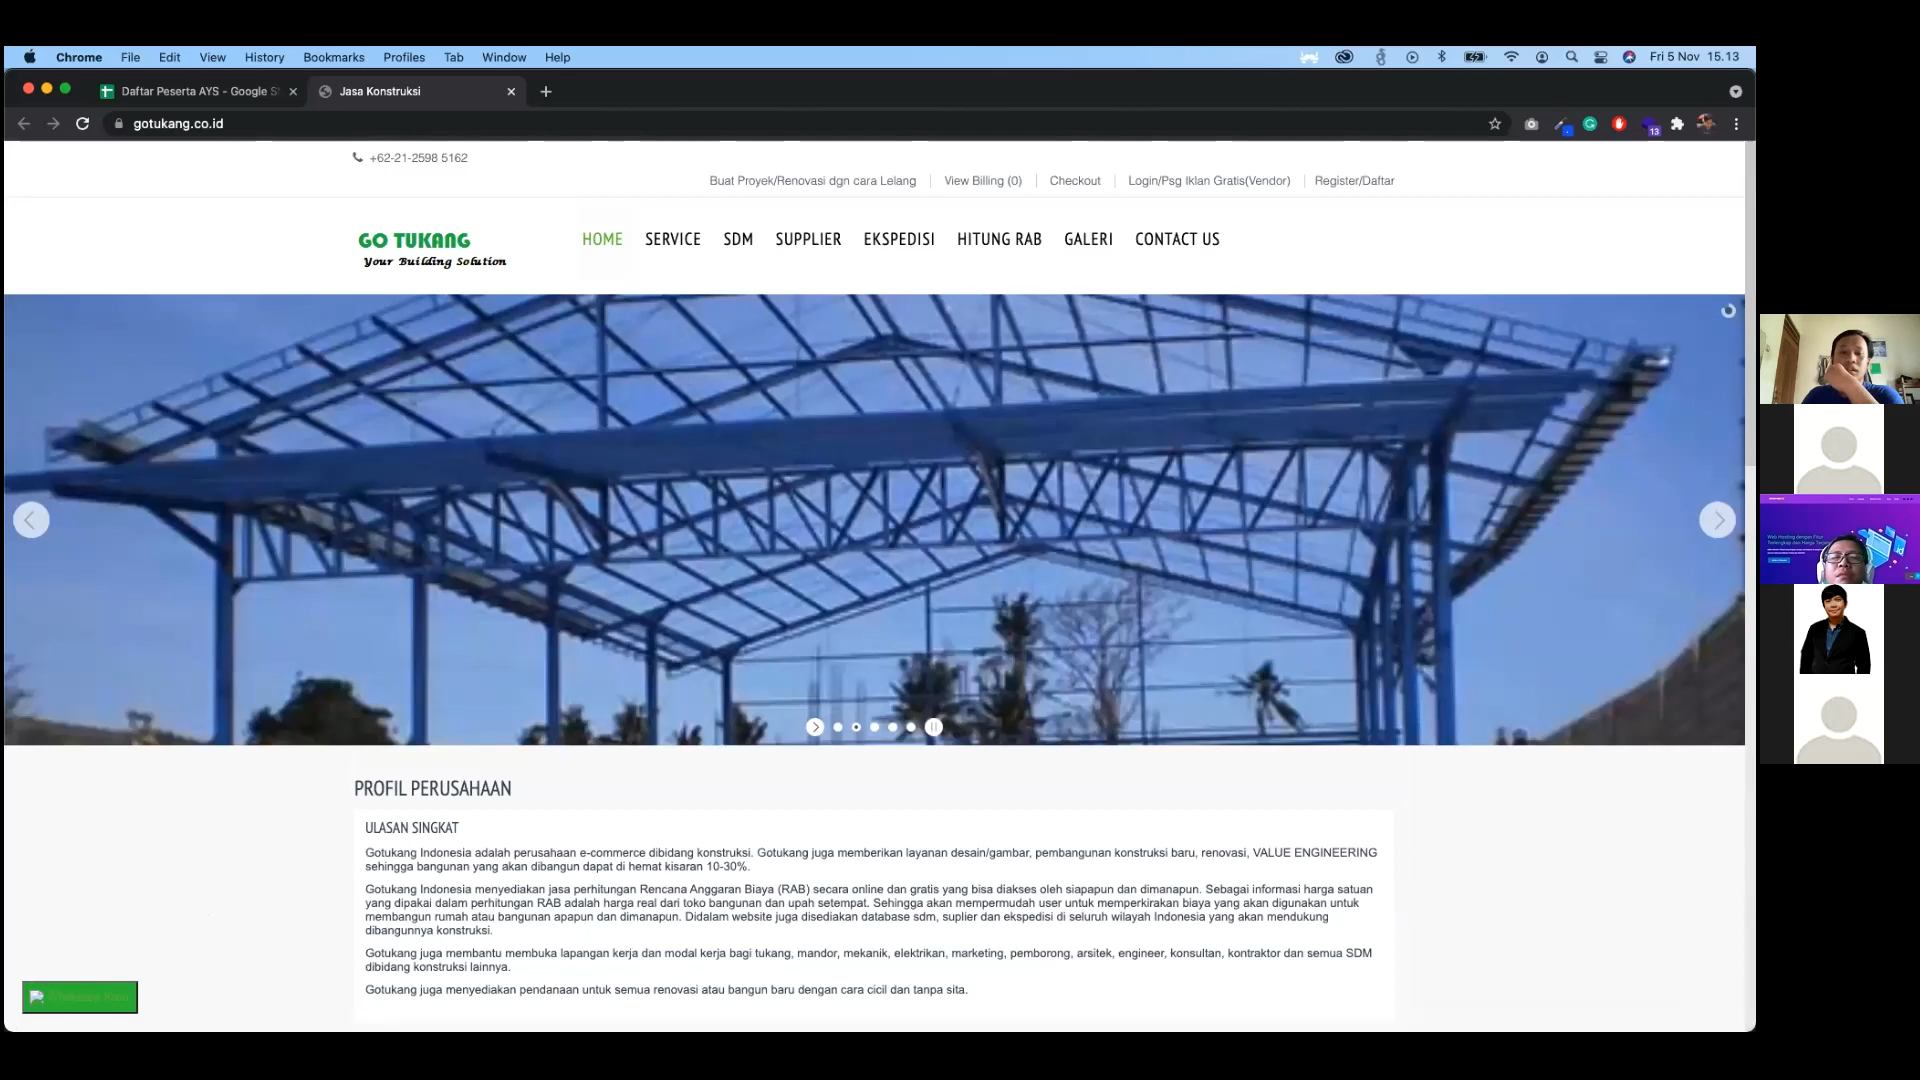 Chrome File Edit View History Bookmarks Profiles Tab Window Help Fri 5 Nov 15.13
Daftar Peserta AYS - Google S Jasa Konstruksi
gotukang.co.id 13
+62-21-2598 5162
Buat Proyek/Renovasi dgn cara Lelang View Billing (0) Checkout Login/Psg Iklan Gratis(Vendor) Register/Daftar
GO TUKANG
Your Building Solution
HOME SERVICE SDM SUPPLIER EKSPEDISI HITUNG RAB GALERI CONTACT US
Web Hosting dengan Fitur
PROFIL PERUSAHAAN
ULASAN SINGKAT
Gotukang Indonesia adalah perusahaan e-commerce dibidang konstruksi. Gotukang juga memberikan layanan desain/gambar, pembangunan konstruksi baru, renovasi, VALUE ENGINEERING
sehingga bangunan yang akan dibangun dapat di hemat kisaran 10-30%.
Gotukang Indonesia menyediakan jasa perhitungan Rencana Anggaran Biaya (RAB) secara online dan gratis yang bisa diakses oleh siapapun dan dimanapun. Sebagai informasi harga satuan
yang dipakai dalam perhitungan RAB adalah harga real dari toko bangunan dan upah setempat. Sehingga akan mempermudah user untuk memperkirakan biaya yang akan digunakan untuk
membangun rumah atau bangunan apapun dan dimanapun. Didalam website juga disediakan database sdm, suplier dan ekspedisi di seluruh wilayah Indonesia yang akan mendukung
dibangunnya konstruksi.
Gotukang juga membantu membuka lapangan kerja dan modal kerja bagi tukang, mandor, mekanik, elektrikan, marketing, pemborong, arsitek, engineer, konsultan, kontraktor dan semua SDM
dibidang konstruksi lainnya.
Gotukang juga menyediakan pendanaan untuk semua renovasi atau bangun baru dengan cara cicil dan tanpa sita.